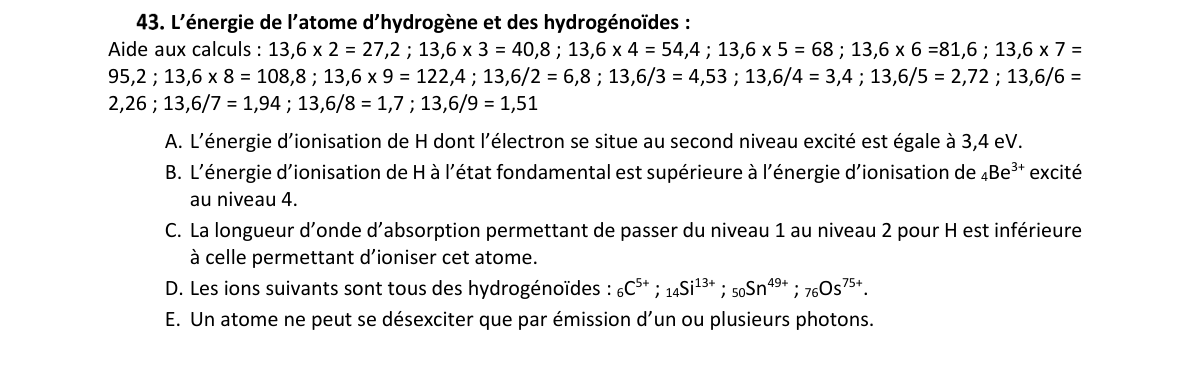 43. L’énergie de l’atome d’hydrogène et des hydrogénoïdes :
Aide aux calculs : 13,6 x 2 = 27,2 ; 13,6 x 3 = 40,8 ; 13,6 x 4 = 54,4 ; 13,6 x 5 = 68 ; 13,6 x 6 =81,6 ; 13,6 x 7 =
95,2 ; 13,6 x 8 = 108,8 ; 13,6 x 9 = 122,4 ; 13,6/2 = 6,8 ; 13,6/3 = 4,53 ; 13,6/4 = 3,4 ; 13,6/5 = 2,72 ; 13,6/6 =
2,26 ; 13,6/7 = 1,94 ; 13,6/8 = 1,7 ; 13,6/9 = 1,51
A. L’énergie d’ionisation de H dont l’électron se situe au second niveau excité est égale à 3,4 eV.
B. L’énergie d’ionisation de H à l’état fondamental est supérieure à l’énergie d’ionisation de ₄Be³⁺ excité
au niveau 4.
C. La longueur d’onde d’absorption permettant de passer du niveau 1 au niveau 2 pour H est inférieure
à celle permettant d’ioniser cet atome.
D. Les ions suivants sont tous des hydrogénoïdes : ₆C⁵⁺ ; ₁₄Si¹³⁺ ; ₅₀Sn⁴⁹⁺ ; ₇₆Os⁷⁵⁺.
E. Un atome ne peut se désexciter que par émission d’un ou plusieurs photons.